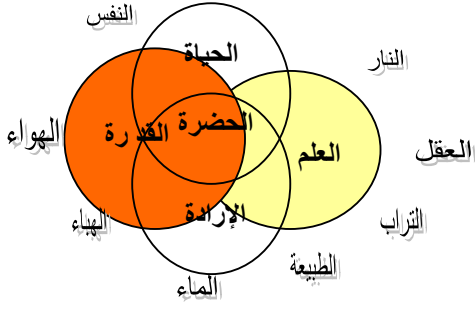 النفس
النار
الحياة
الهواء
القدرة
الحضرة
العلم
العقل
الهباء
الإرادة
التراب
الطبيعة
الماء